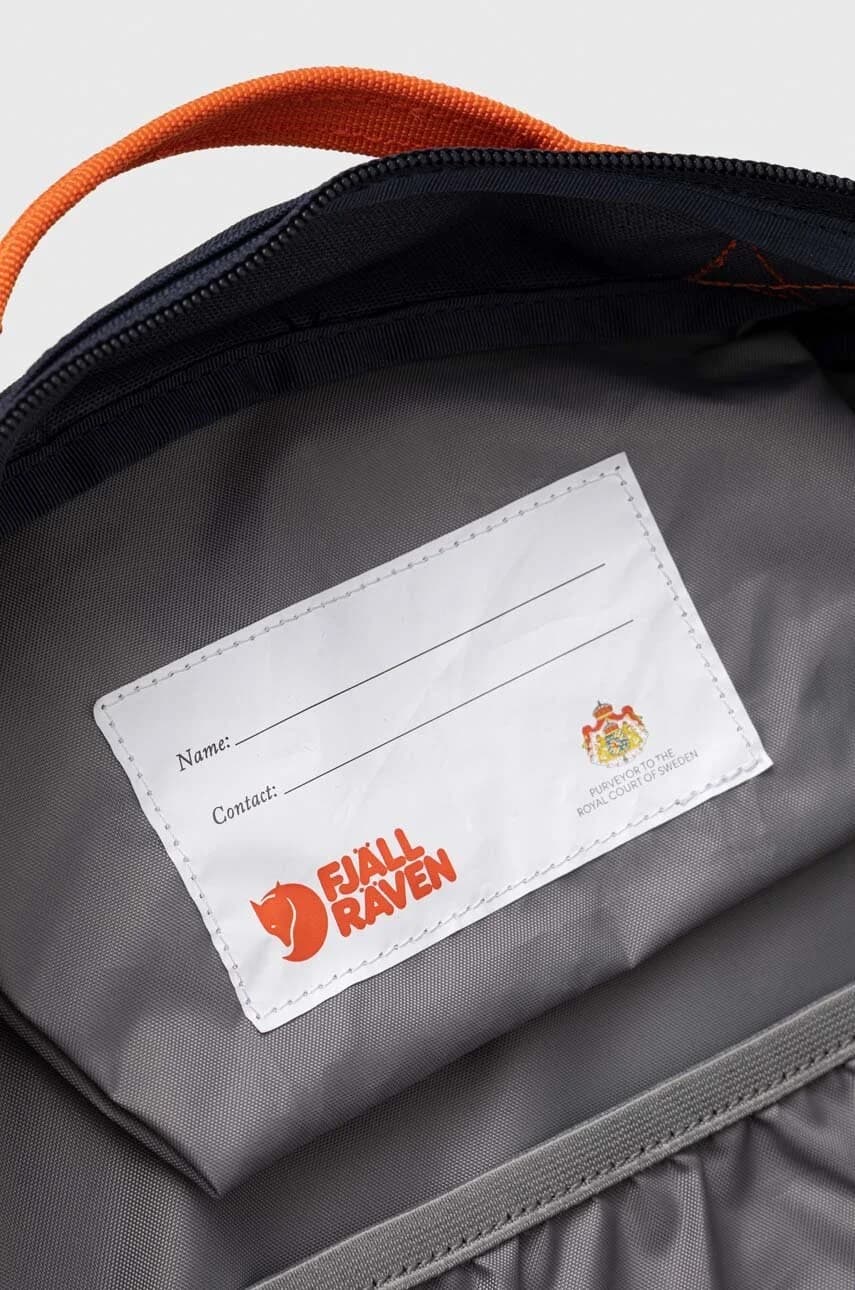 Name:
Contact:
PURVEYOR TO THE
ROYAL COURT OF SWEDEN
FJÄLL
RÄVEN